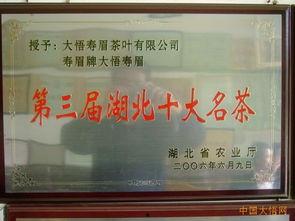 授予：大悟寿眉茶叶有限公司
寿眉牌大悟寿眉
第三届湖北十大名茶
湖北省农业厅
二〇〇六年六月九日
中国大悟网